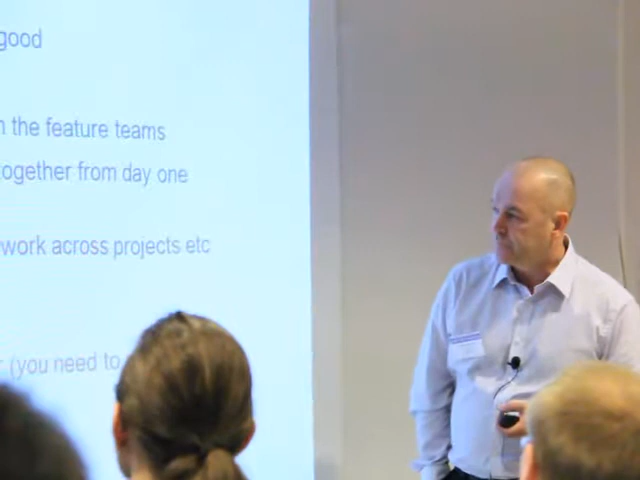 good
the feature teams
together from day one
work across projects etc
(you need to